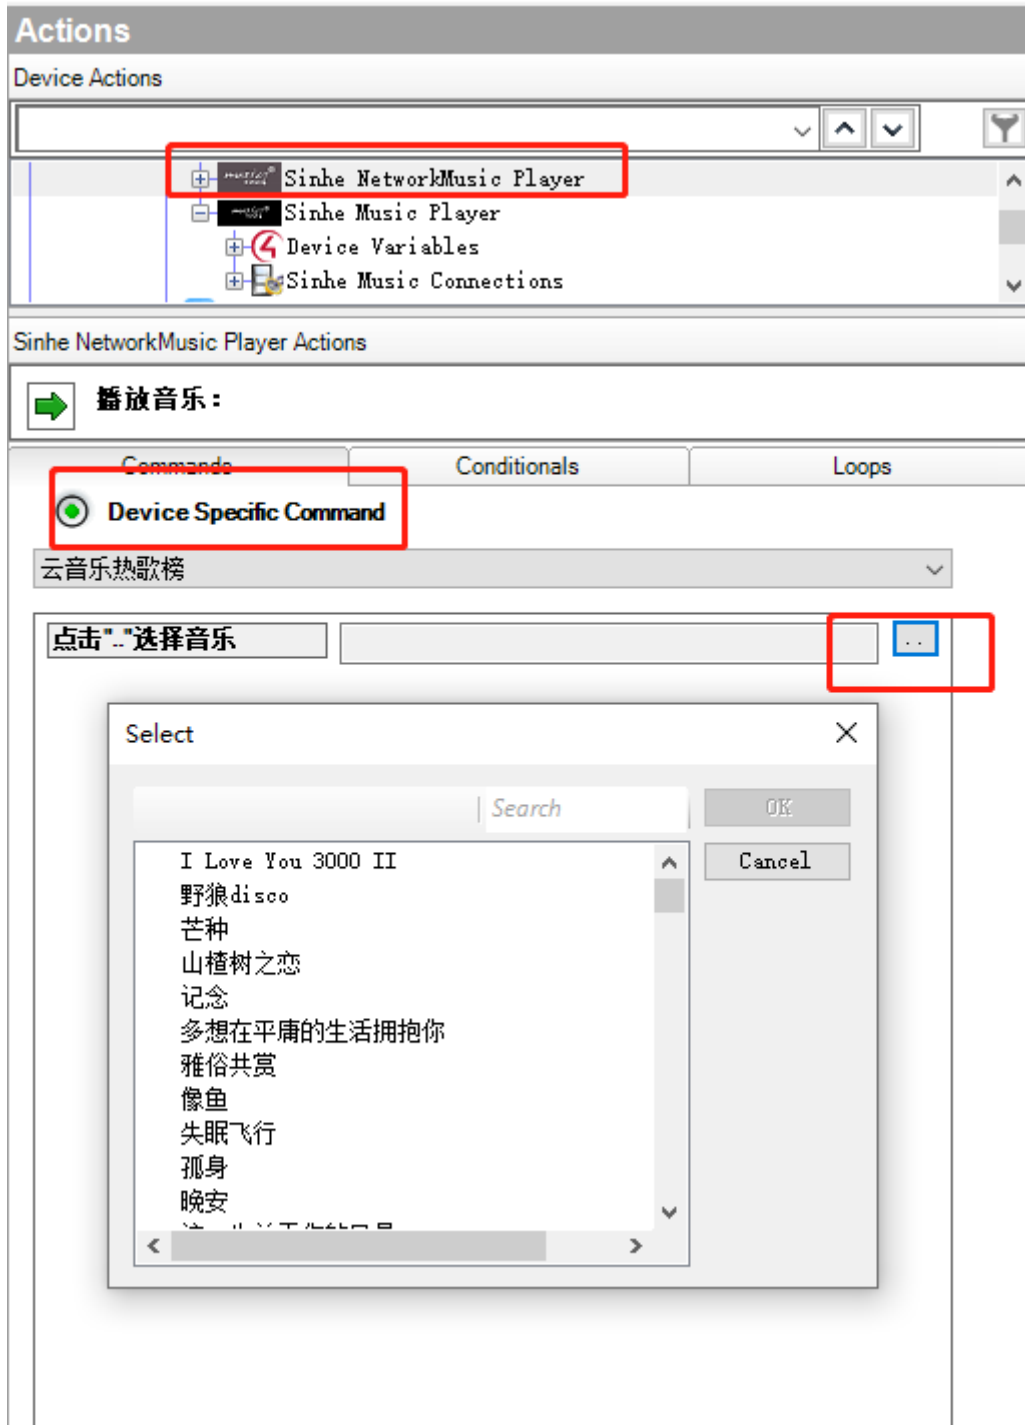 Actions
Device Actions
Sinhe NetworkMusic Player
Sinhe Music Player
Device Variables
Sinhe Music Connections
Sinhe NetworkMusic Player Actions
播放音乐：
Commands Conditionals Loops
Device Specific Command
云音乐热歌榜
点击".."选择音乐 ..
Select
Search OK
I Love You 3000 II Cancel
野狼disco
芒种
山楂树之恋
记念
多想在平庸的生活拥抱你
雅俗共赏
像鱼
失眠飞行
孤身
晚安